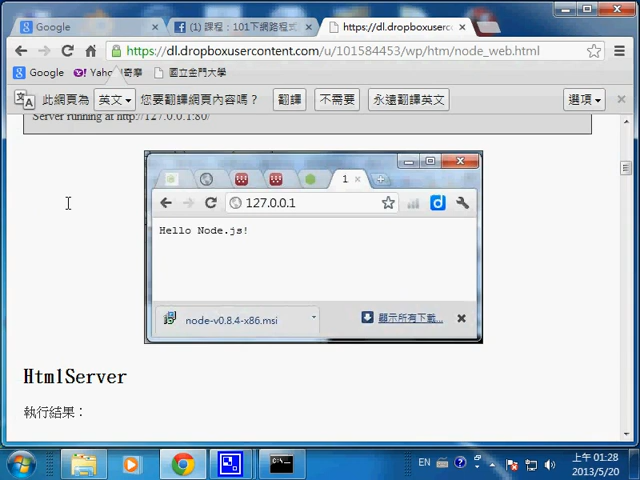 Google
(1) 課程：101下網路程式
https://dl.dropboxuserc
https://dl.dropboxusercontent.com/u/101584453/wp/htm/node_web.html
Google
Yahoo!奇摩
國立金門大學
此網頁為
英文
您要翻譯網頁內容嗎？
翻譯
不需要
永遠翻譯英文
選項
Server running at http://127.0.0.1:80/
1
127.0.0.1
Hello Node.js!
node-v0.8.4-x86.msi
顯示所有下載...
HtmlServer
執行結果：
EN
上午 01:28
2013/5/20